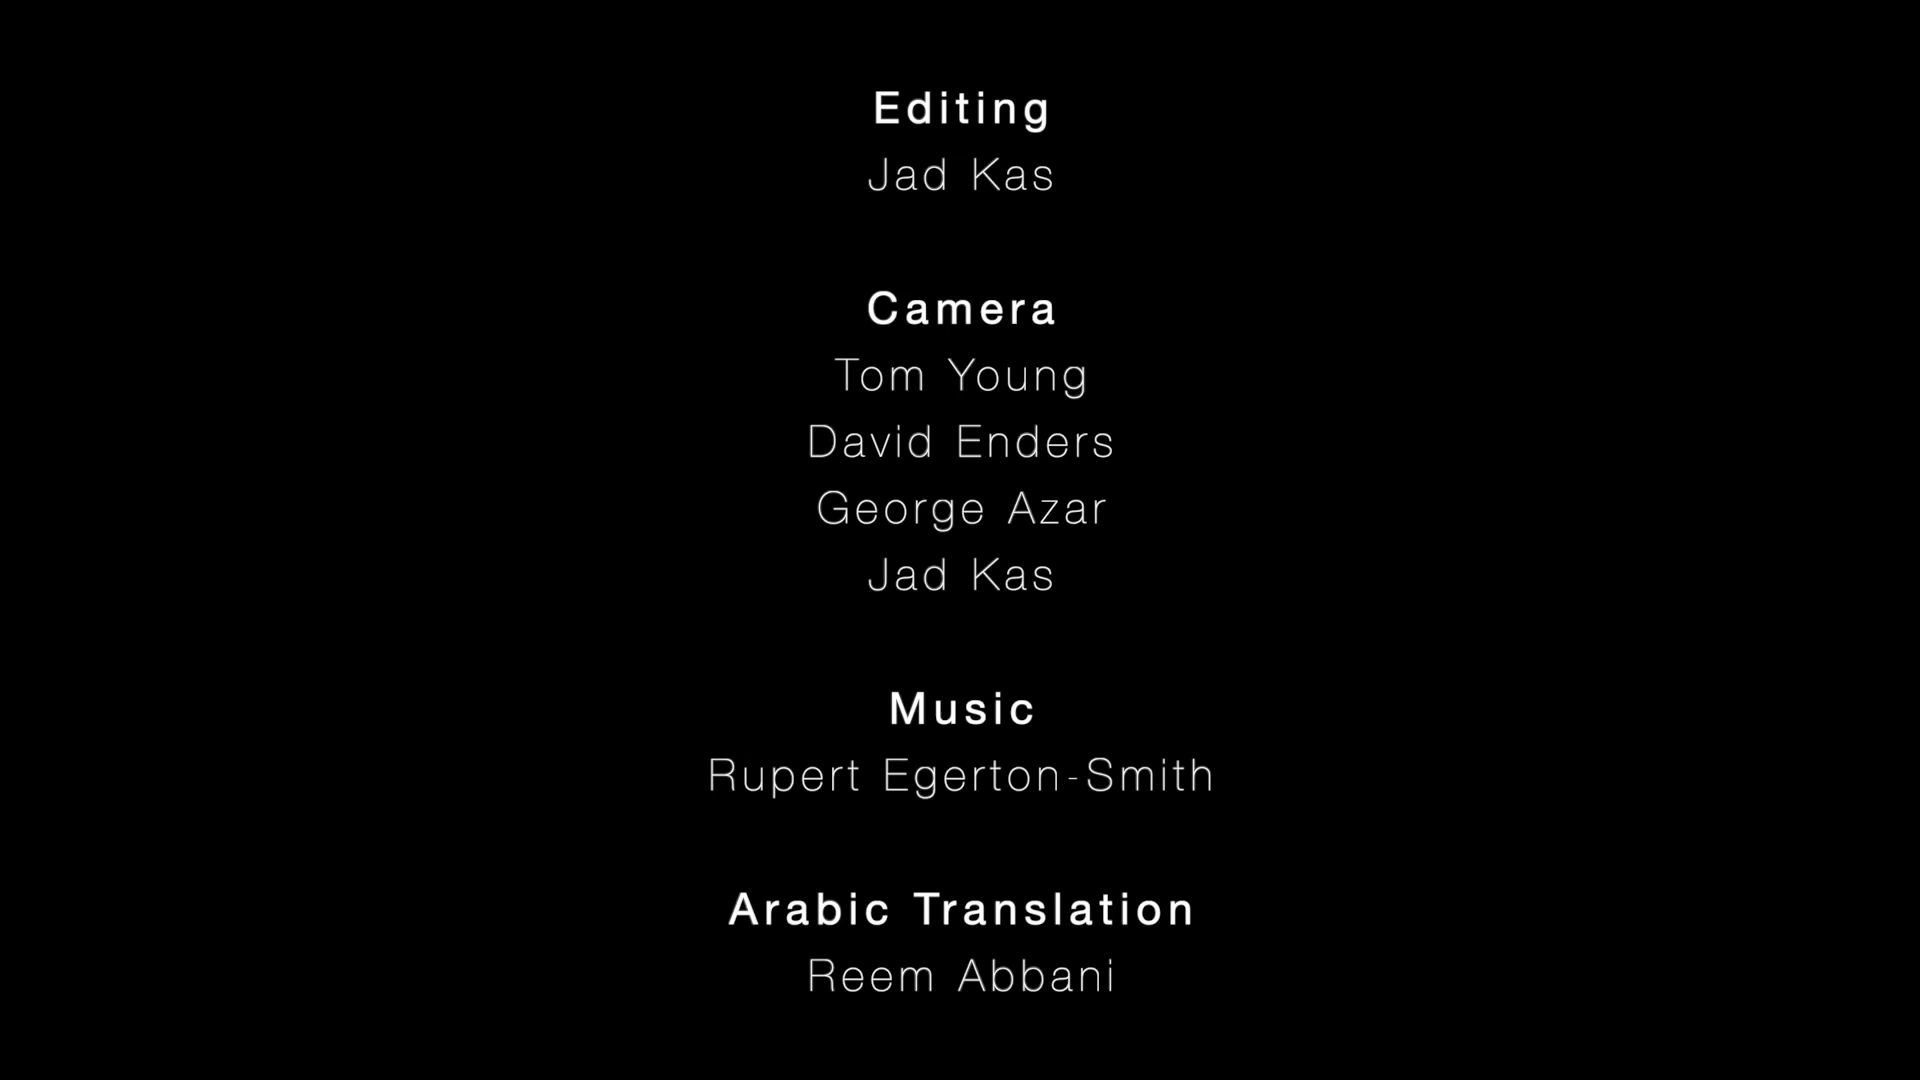 Editing
Jad Kas
Camera
Tom Young
David Enders
George Azar
Jad Kas
Music
Rupert Egerton-Smith
Arabic Translation
Reem Abbani